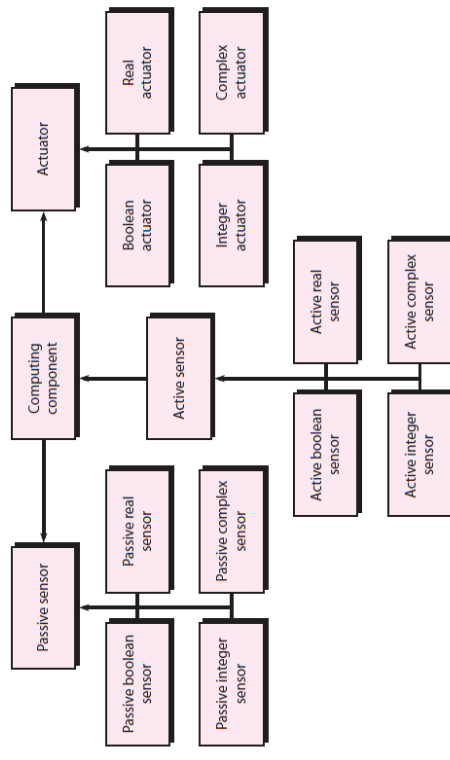 Passive sensor
Computing
component
Actuator
Passive boolean
sensor
Passive real
sensor
Active sensor
Boolean
actuator
Real
actuator
Passive integer
sensor
Passive complex
sensor
Integer
actuator
Complex
actuator
Active boolean
sensor
Active real
sensor
Active integer
sensor
Active complex
sensor